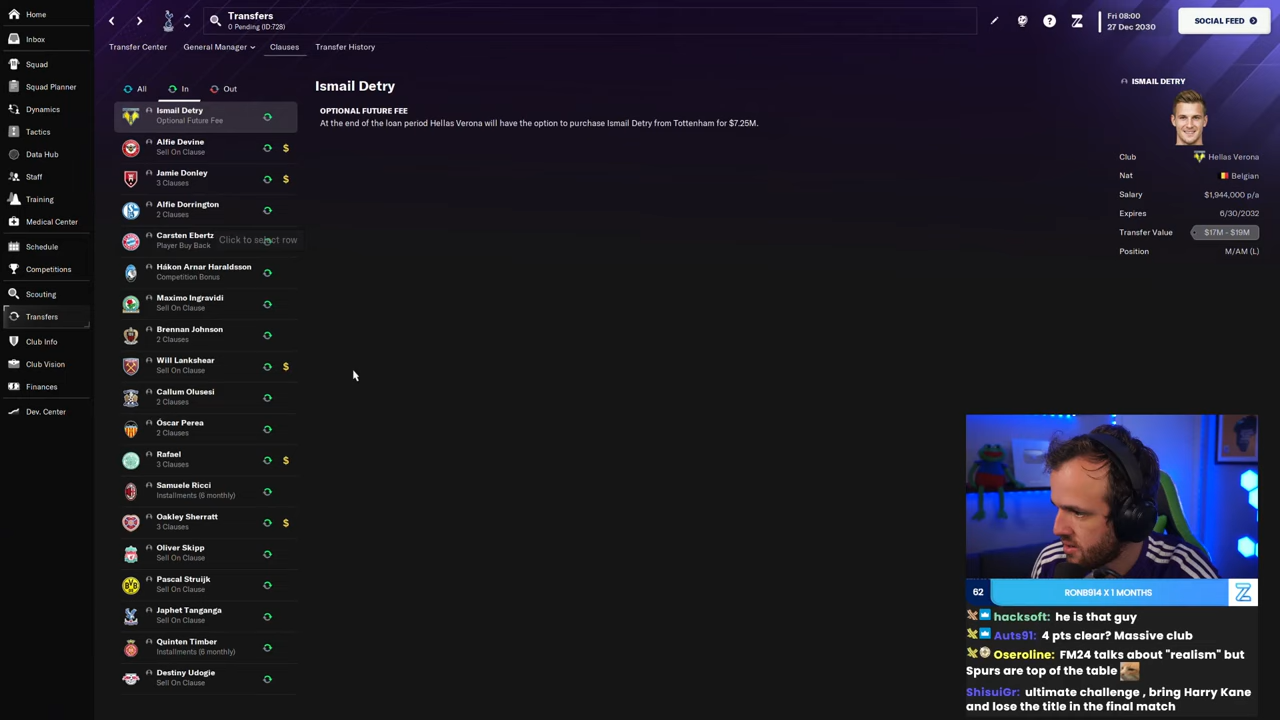 Home
Inbox
Squad
Squad Planner
Dynamics
Tactics
Data Hub
Staff
Training
Medical Center
Schedule
Competitions
Scouting
Transfers
Club Info
Club Vision
Finances
Dev. Center
Transfers
0 Pending (ID:728)
Fri 08:00
27 Dec 2030
SOCIAL FEED
Transfer Center
General Manager
Clauses
Transfer History
All
In
Out
Ismail Detry
Optional Future Fee
Alfie Devine
Sell On Clause
$
Jamie Donley
3 Clauses
$
Alfie Dorrington
2 Clauses
Carsten Ebertz
Player Buy Back
Click to select row
Hákon Arnar Haraldsson
Competition Bonus
Maximo Ingravidi
Sell On Clause
Brennan Johnson
2 Clauses
Will Lankshear
Sell On Clause
$
Callum Olusesi
2 Clauses
Óscar Perea
2 Clauses
Rafael
3 Clauses
$
Samuele Ricci
Installments (6 monthly)
Oakley Sherratt
3 Clauses
$
Oliver Skipp
Sell On Clause
Pascal Struijk
Sell On Clause
Japhet Tanganga
Sell On Clause
Quinten Timber
Installments (6 monthly)
Destiny Udogie
Sell On Clause
Ismail Detry
OPTIONAL FUTURE FEE
At the end of the loan period Hellas Verona will have the option to purchase Ismail Detry from Tottenham for $7.25M.
ISMAIL DETRY
Club Hellas Verona
Nat Belgian
Salary $1,944,000 p/a
Expires 6/30/2032
Transfer Value $17M - $19M
Position M/AM (L)
62 RONB914 X 1 MONTHS
hacksoft: he is that guy
Auts91: 4 pts clear? Massive club
Oseroline: FM24 talks about "realism" but
Spurs are top of the table
ShisuiGr: ultimate challenge , bring Harry Kane
and lose the title in the final match